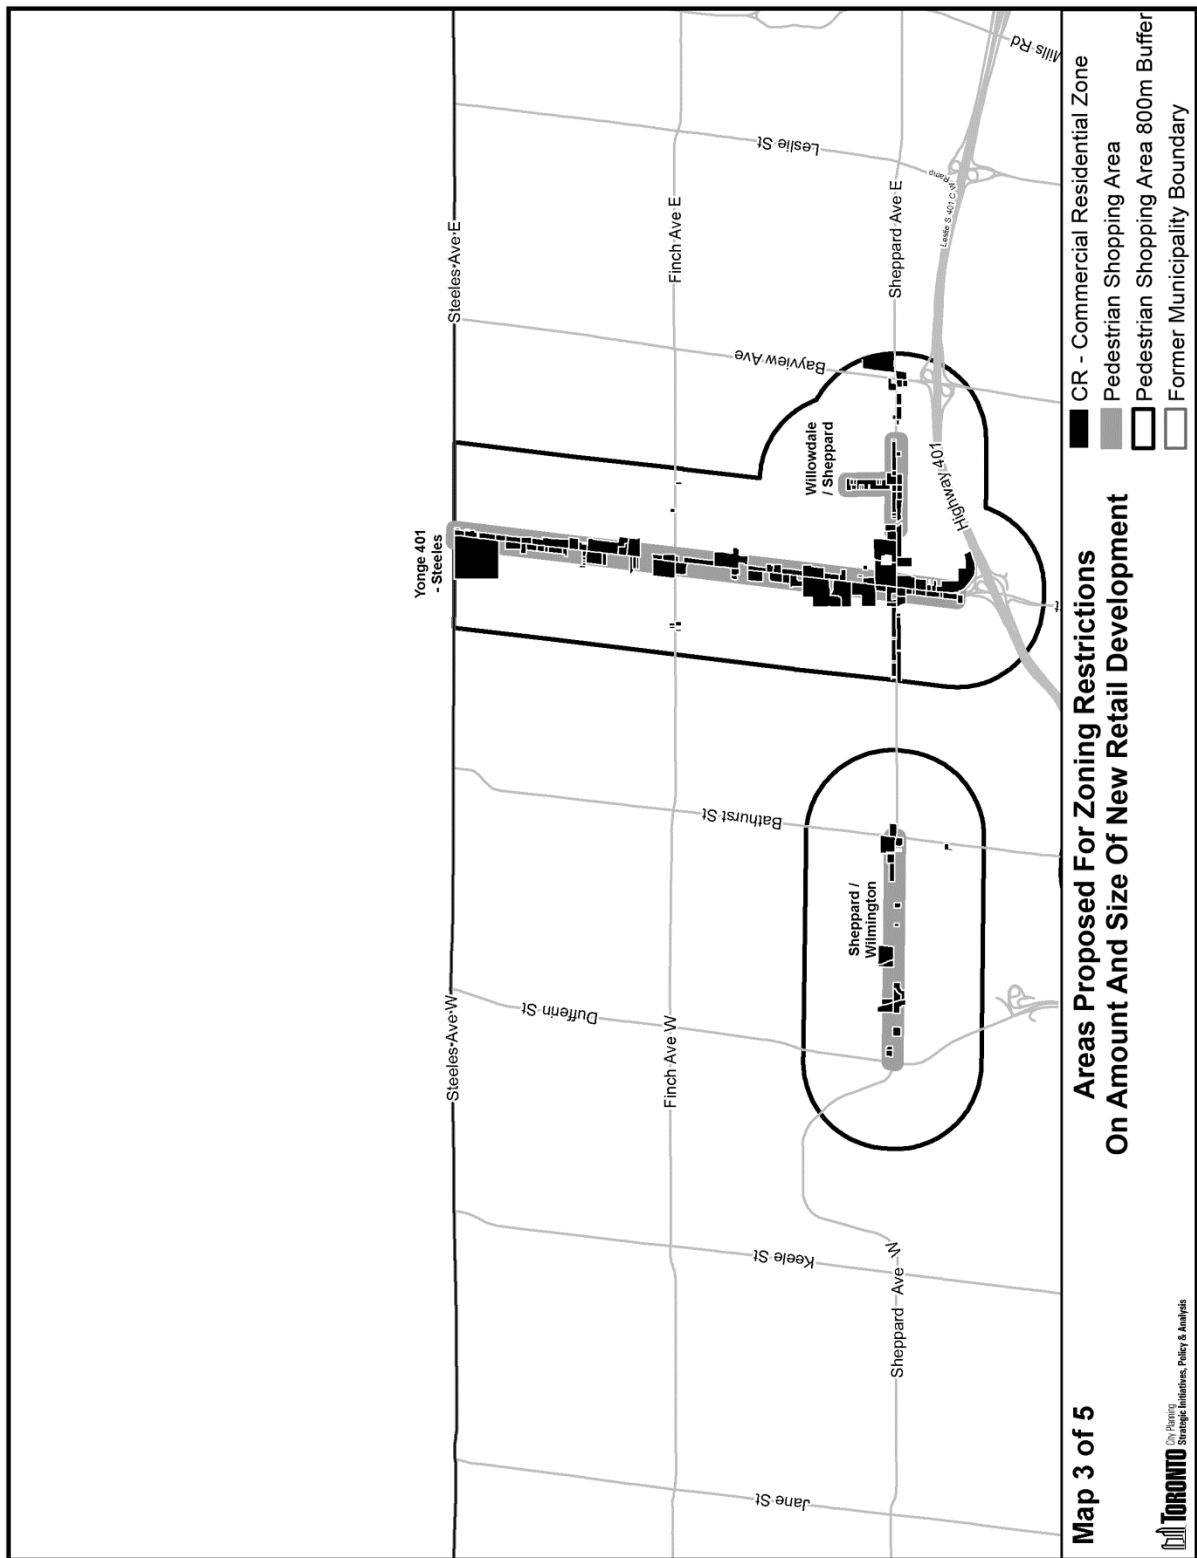 Steeles Ave W
Steeles Ave E
Yonge 401
- Steeles
Finch Ave W
Finch Ave E
Jane St
Keele St
Dufferin St
Bathurst St
Bayview Ave
Leslie St
Willowdale
/ Sheppard
Sheppard /
Wilmington
Sheppard Ave W
Sheppard Ave E
Highway 401
Leslie S 401 C W Ramp
Mills Rd
t
Map 3 of 5
Areas Proposed For Zoning Restrictions
On Amount And Size Of New Retail Development
CR - Commercial Residential Zone
Pedestrian Shopping Area
Pedestrian Shopping Area 800m Buffer
Former Municipality Boundary
TORONTO City Planning
Strategic Initiatives, Policy & Analysis